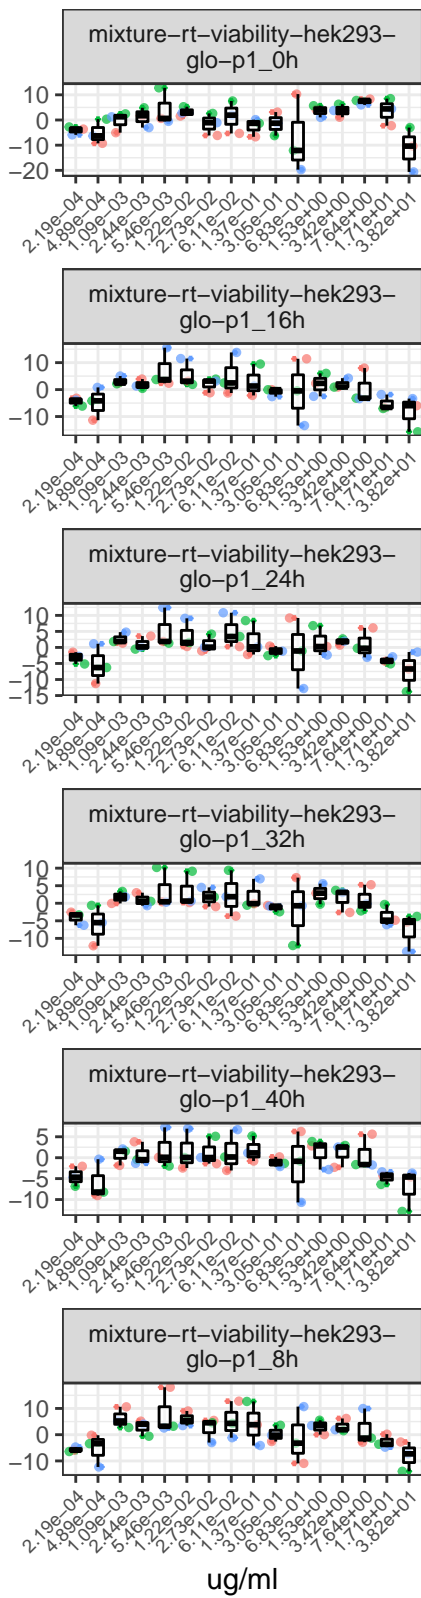 mixture−rt−viability−hek293−
glo−p1_0h
10
0
−10
−20
2.19e−04
4.89e−04
1.09e−03
2.44e−03
5.46e−03
1.22e−02
2.73e−02
6.11e−02
1.37e−01
3.05e−01
6.83e−01
1.53e+00
3.42e+00
7.64e+00
1.71e+01
3.82e+01
mixture−rt−viability−hek293−
glo−p1_16h
10
0
−10
2.19e−04
4.89e−04
1.09e−03
2.44e−03
5.46e−03
1.22e−02
2.73e−02
6.11e−02
1.37e−01
3.05e−01
6.83e−01
1.53e+00
3.42e+00
7.64e+00
1.71e+01
3.82e+01
mixture−rt−viability−hek293−
glo−p1_24h
10
5
0
−5
−10
−15
2.19e−04
4.89e−04
1.09e−03
2.44e−03
5.46e−03
1.22e−02
2.73e−02
6.11e−02
1.37e−01
3.05e−01
6.83e−01
1.53e+00
3.42e+00
7.64e+00
1.71e+01
3.82e+01
mixture−rt−viability−hek293−
glo−p1_32h
10
5
0
−5
−10
2.19e−04
4.89e−04
1.09e−03
2.44e−03
5.46e−03
1.22e−02
2.73e−02
6.11e−02
1.37e−01
3.05e−01
6.83e−01
1.53e+00
3.42e+00
7.64e+00
1.71e+01
3.82e+01
mixture−rt−viability−hek293−
glo−p1_40h
5
0
−5
−10
2.19e−04
4.89e−04
1.09e−03
2.44e−03
5.46e−03
1.22e−02
2.73e−02
6.11e−02
1.37e−01
3.05e−01
6.83e−01
1.53e+00
3.42e+00
7.64e+00
1.71e+01
3.82e+01
mixture−rt−viability−hek293−
glo−p1_8h
10
0
−10
2.19e−04
4.89e−04
1.09e−03
2.44e−03
5.46e−03
1.22e−02
2.73e−02
6.11e−02
1.37e−01
3.05e−01
6.83e−01
1.53e+00
3.42e+00
7.64e+00
1.71e+01
3.82e+01
ug/ml